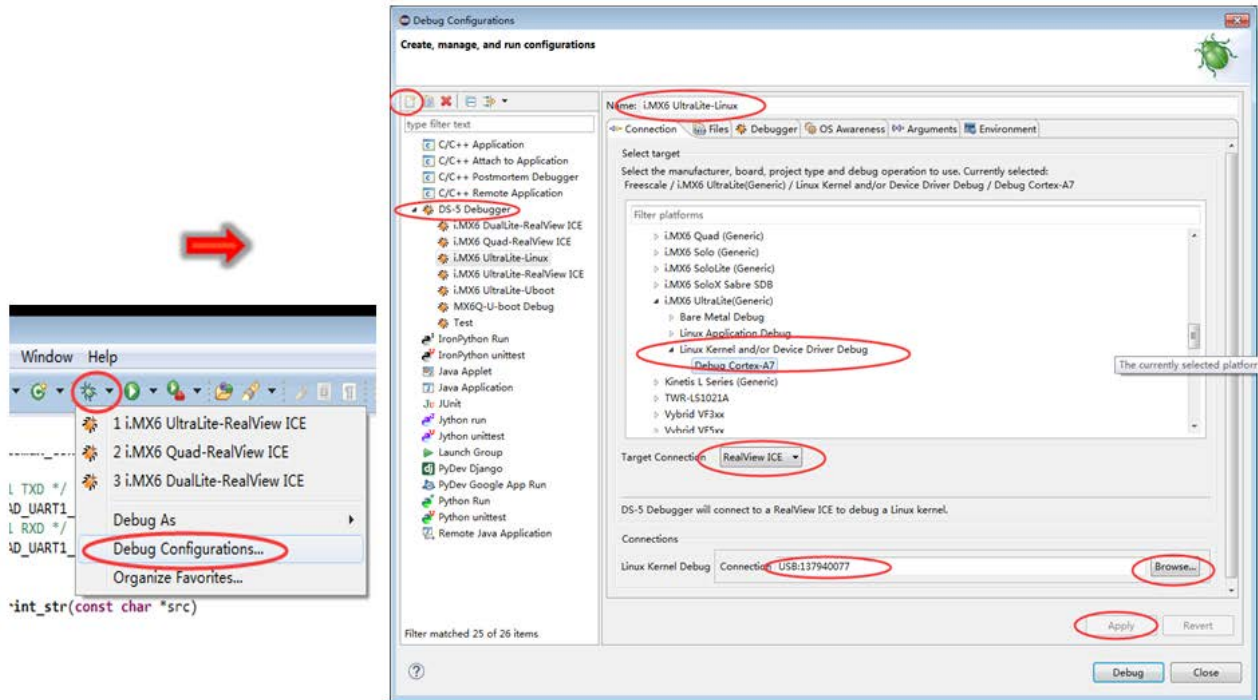 Window Help
1 i.MX6 UltraLite-RealView ICE
2 i.MX6 Quad-RealView ICE
3 i.MX6 DualLite-RealView ICE
Debug As
Debug Configurations...
Organize Favorites...
TXD */
AD_UART1_
RXD */
AD_UART1_
int_str(const char *src)
Debug Configurations
Create, manage, and run configurations
type filter text
C/C++ Application
C/C++ Attach to Application
C/C++ Postmortem Debugger
C/C++ Remote Application
DS-5 Debugger
i.MX6 DualLite-RealView ICE
i.MX6 Quad-RealView ICE
i.MX6 UltraLite-Linux
i.MX6 UltraLite-RealView ICE
i.MX6 UltraLite-Uboot
MX6Q-U-boot Debug
Test
IronPython Run
IronPython unittest
Java Applet
Java Application
Ju JUnit
Jython run
Jython unittest
Launch Group
PyDev Django
PyDev Google App Run
Python Run
Python unittest
Remote Java Application
Filter matched 25 of 26 items
Name: i.MX6 UltraLite-Linux
Connection Files Debugger OS Awareness Arguments Environment
Select target
Select the manufacturer, board, project type and debug operation to use. Currently selected:
Freescale / i.MX6 UltraLite(Generic) / Linux Kernel and/or Device Driver Debug / Debug Cortex-A7
Filter platforms
i.MX6 Quad (Generic)
i.MX6 Solo (Generic)
i.MX6 SoloLite (Generic)
i.MX6 SoloX Sabre SDB
i.MX6 UltraLite(Generic)
Bare Metal Debug
Linux Application Debug
Linux Kernel and/or Device Driver Debug
Debug Cortex-A7
Kinetis L Series (Generic)
TWR-LS1021A
Vybrid VF3xx
Vybrid VF5xx
The currently selected platform
Target Connection RealView ICE
DS-5 Debugger will connect to a RealView ICE to debug a Linux kernel.
Connections
Linux Kernel Debug Connection USB:137940077 Browse...
Apply Revert
Debug Close